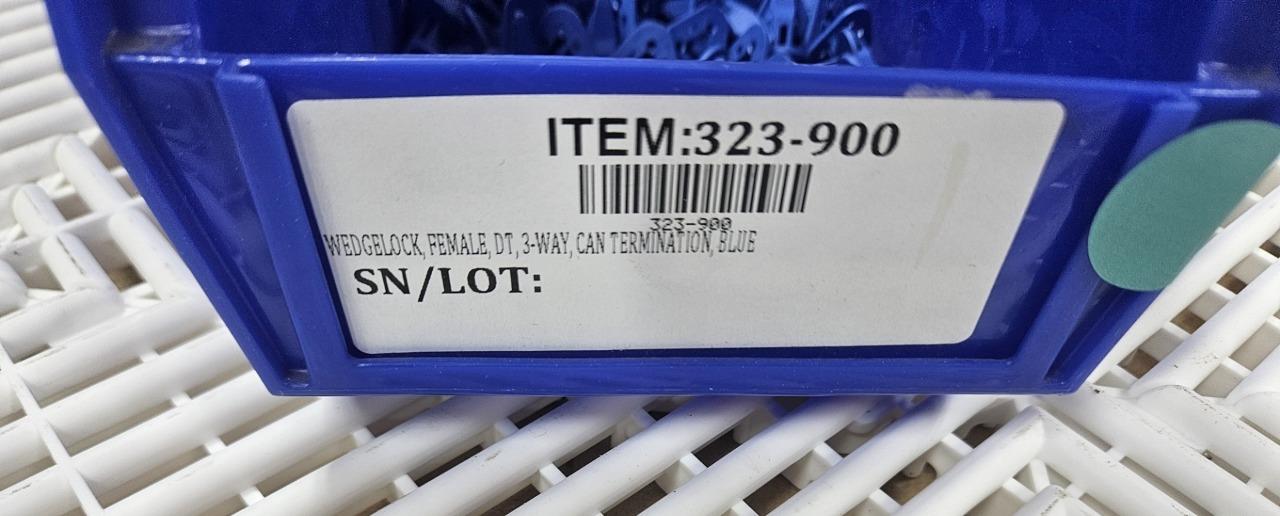 ITEM:323-900
323-900
WEDGELOCK, FEMALE, DT, 3-WAY, CAN TERMINATION, BLUE
SN/LOT: